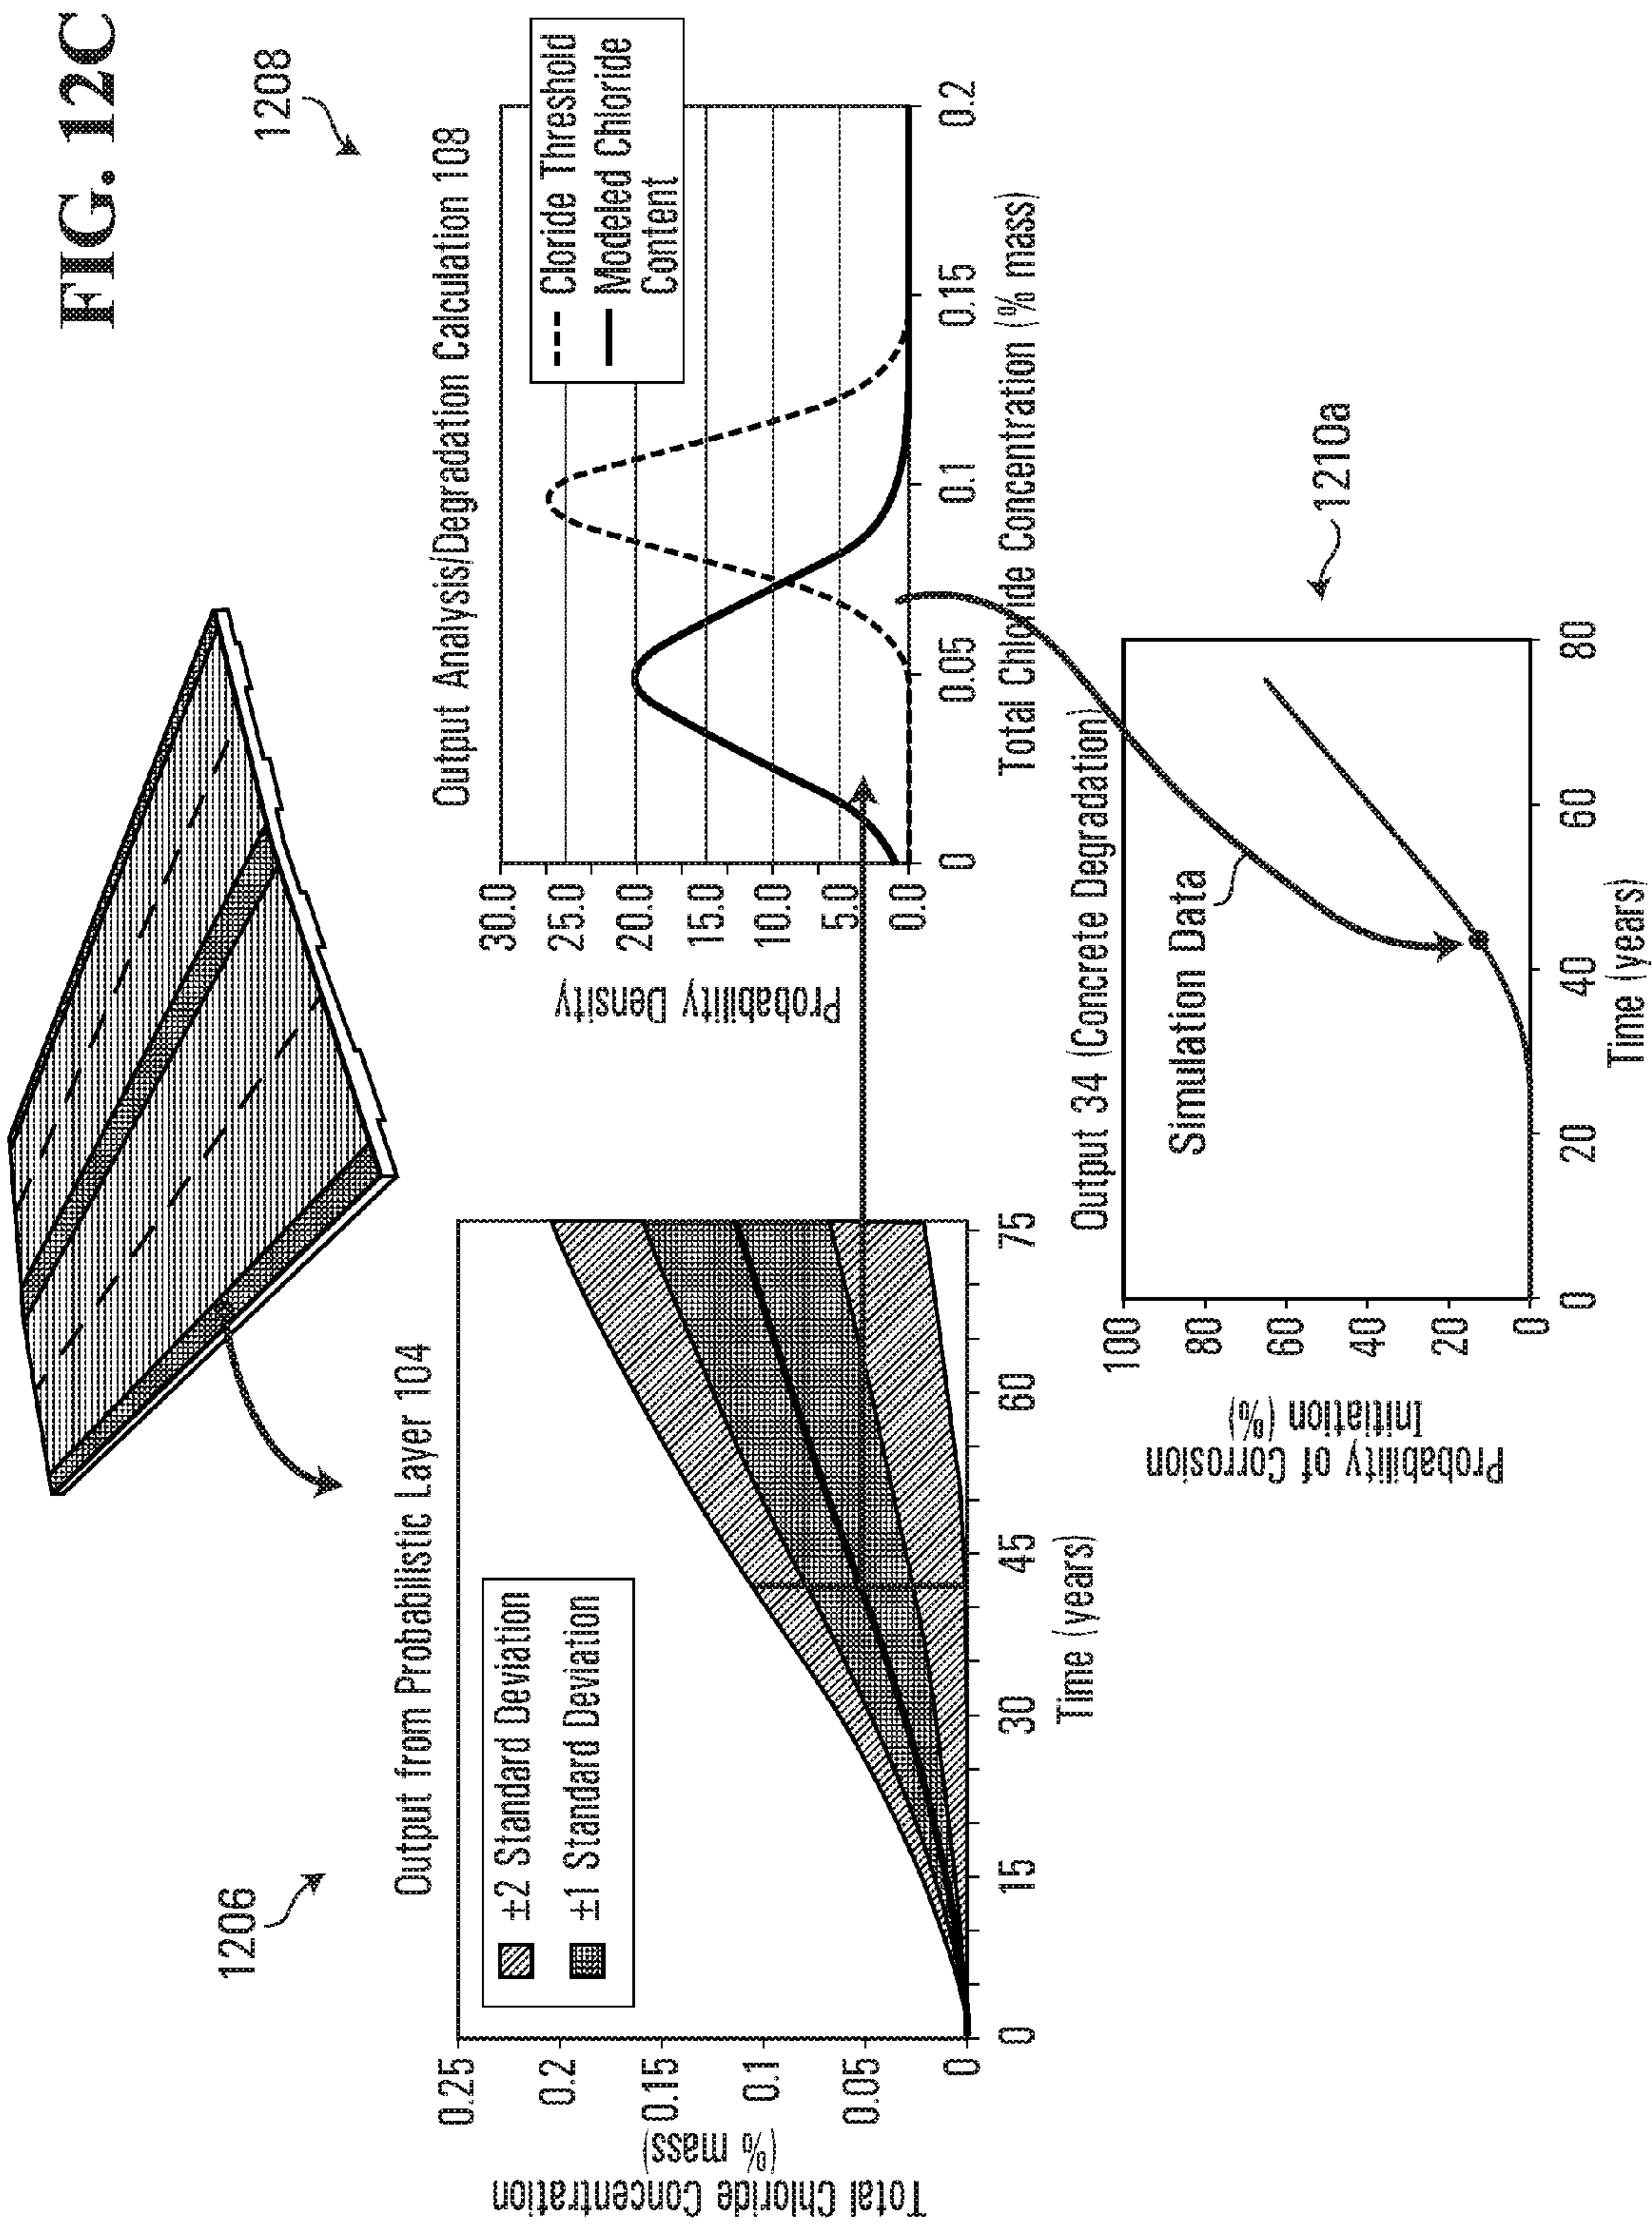 FIG. 12C
1206
Output from Probabilistic Layer 104
±2 Standard Deviation
±1 Standard Deviation
Total Chloride Concentration
(% mass)
0.25
0.2
0.15
0.1
0.05
0
0
15
30
45
60
75
Time (years)
1208
Output Analysis/Degradation Calculation 108
Cloride Threshold
Modeled Chloride
Content
Probability Density
30.0
25.0
20.0
15.0
10.0
5.0
0.0
0
0.05
0.1
0.15
0.2
Total Chloride Concentration (% mass)
1210a
Output 34 (Concrete Degradation)
Simulation Data
Probability of Corrosion
Initiation (%)
100
80
60
40
20
0
0
20
40
60
80
Time (years)